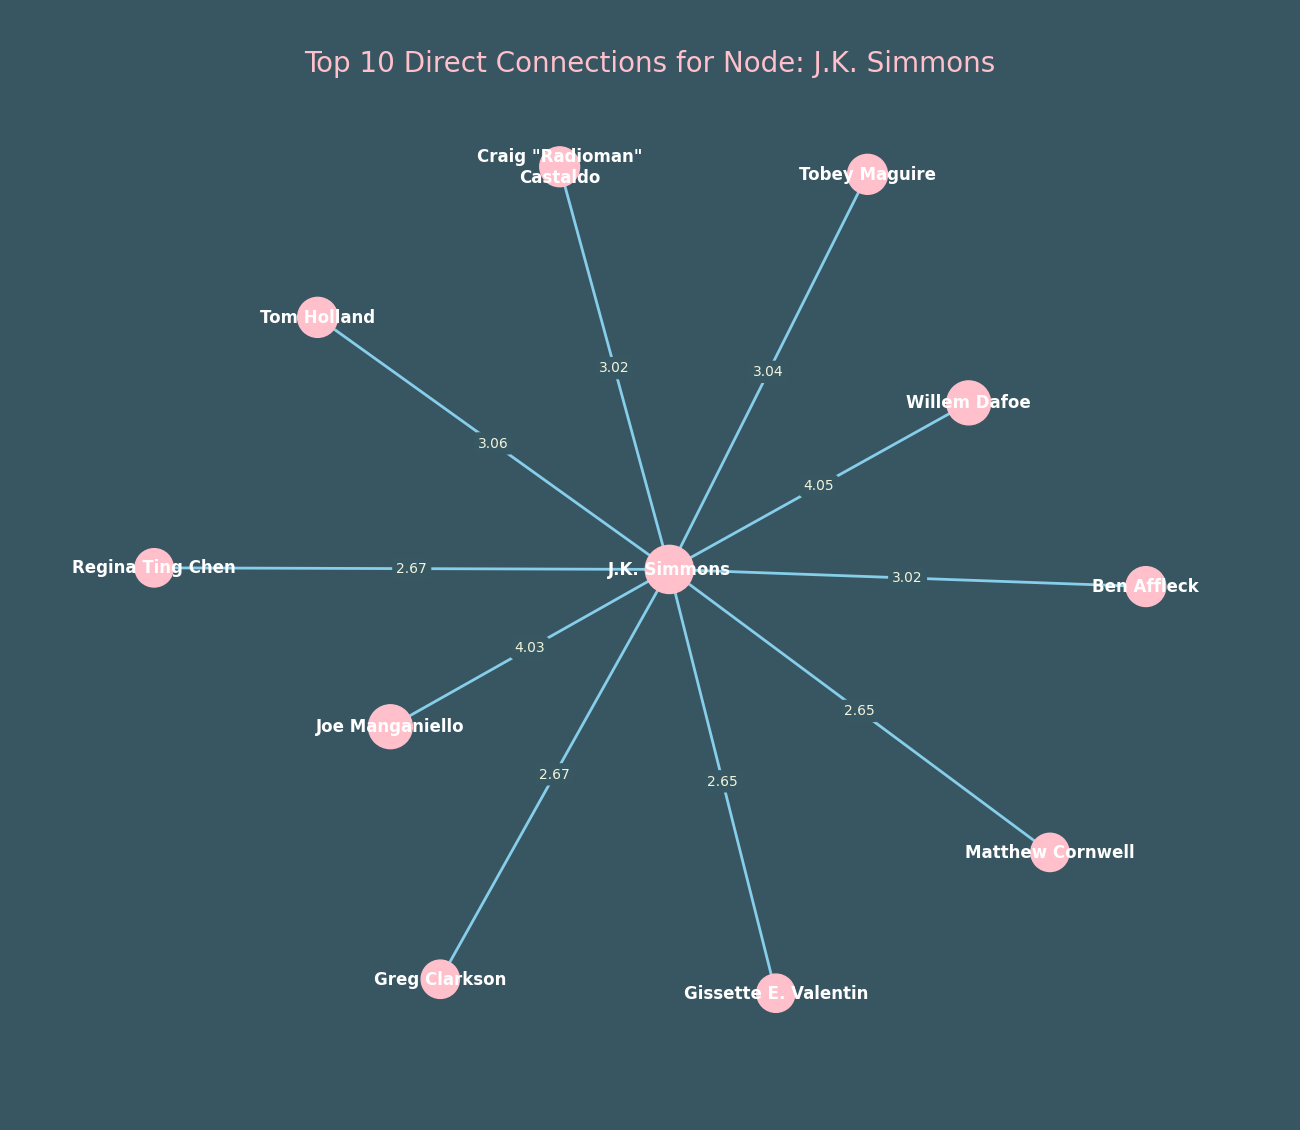 Top 10 Direct Connections for Node: J.K. Simmons
Craig "Radioman"
Castaldo
Tobey Maguire
Tom Holland
3.02
3.04
Willem Dafoe
3.06
4.05
Regina Ting Chen
2.67
J.K. Simmons
3.02
Ben Affleck
4.03
Joe Manganiello
2.65
2.67
2.65
Matthew Cornwell
Greg Clarkson
Gissette E. Valentin